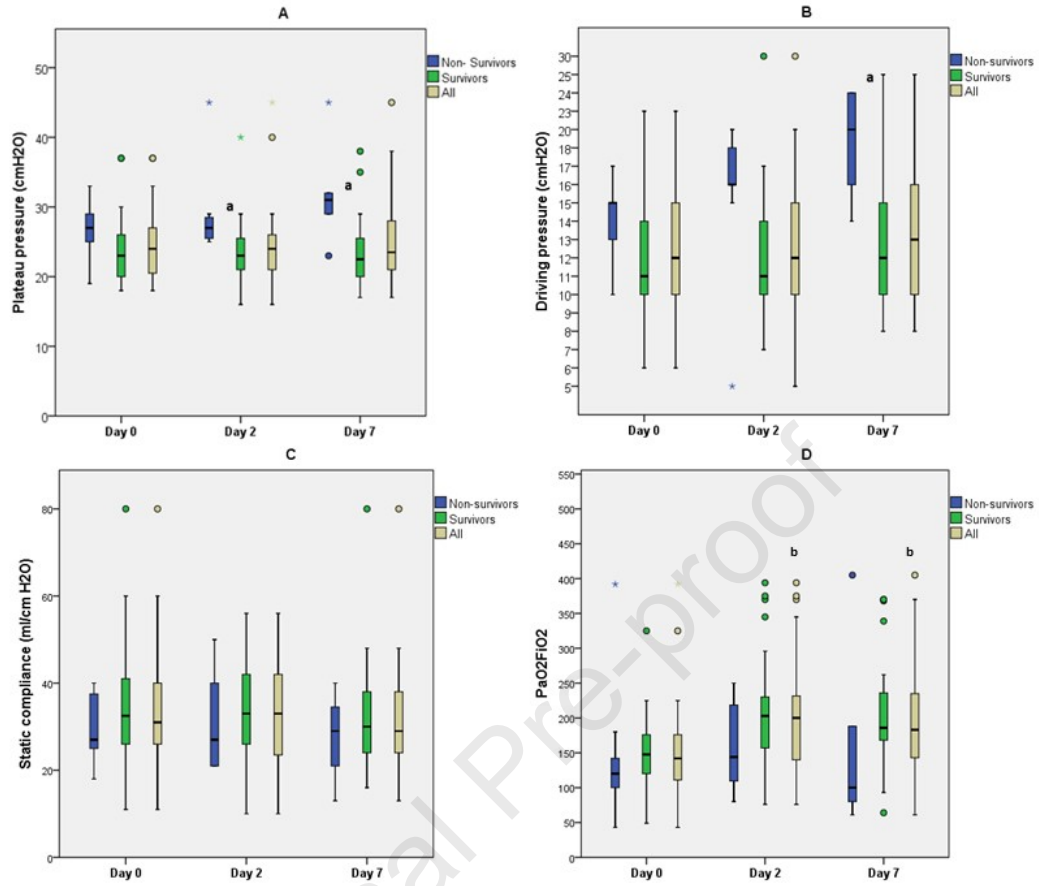 A
Plateau pressure (cmH2O)
50
40
30
20
10
0
a
a
Day 0 Day 2 Day 7
Non- Survivors
Survivors
All
B
Driving pressure (cmH2O)
30
25
24
23
20
18
17
16
15
14
13
12
11
10
9
8
7
6
5
a
Day 0 Day 2 Day 7
Non-survivors
Survivors
All
C
Static compliance (ml/cm H2O)
80
60
40
20
0
Day 0 Day 2 Day 7
Non-survivors
Survivors
All
D
PaO2FiO2
550
500
450
400
350
300
250
200
150
100
50
0
b
b
Day 0 Day 2 Day 7
Non-survivors
Survivors
All
al Pre-proof